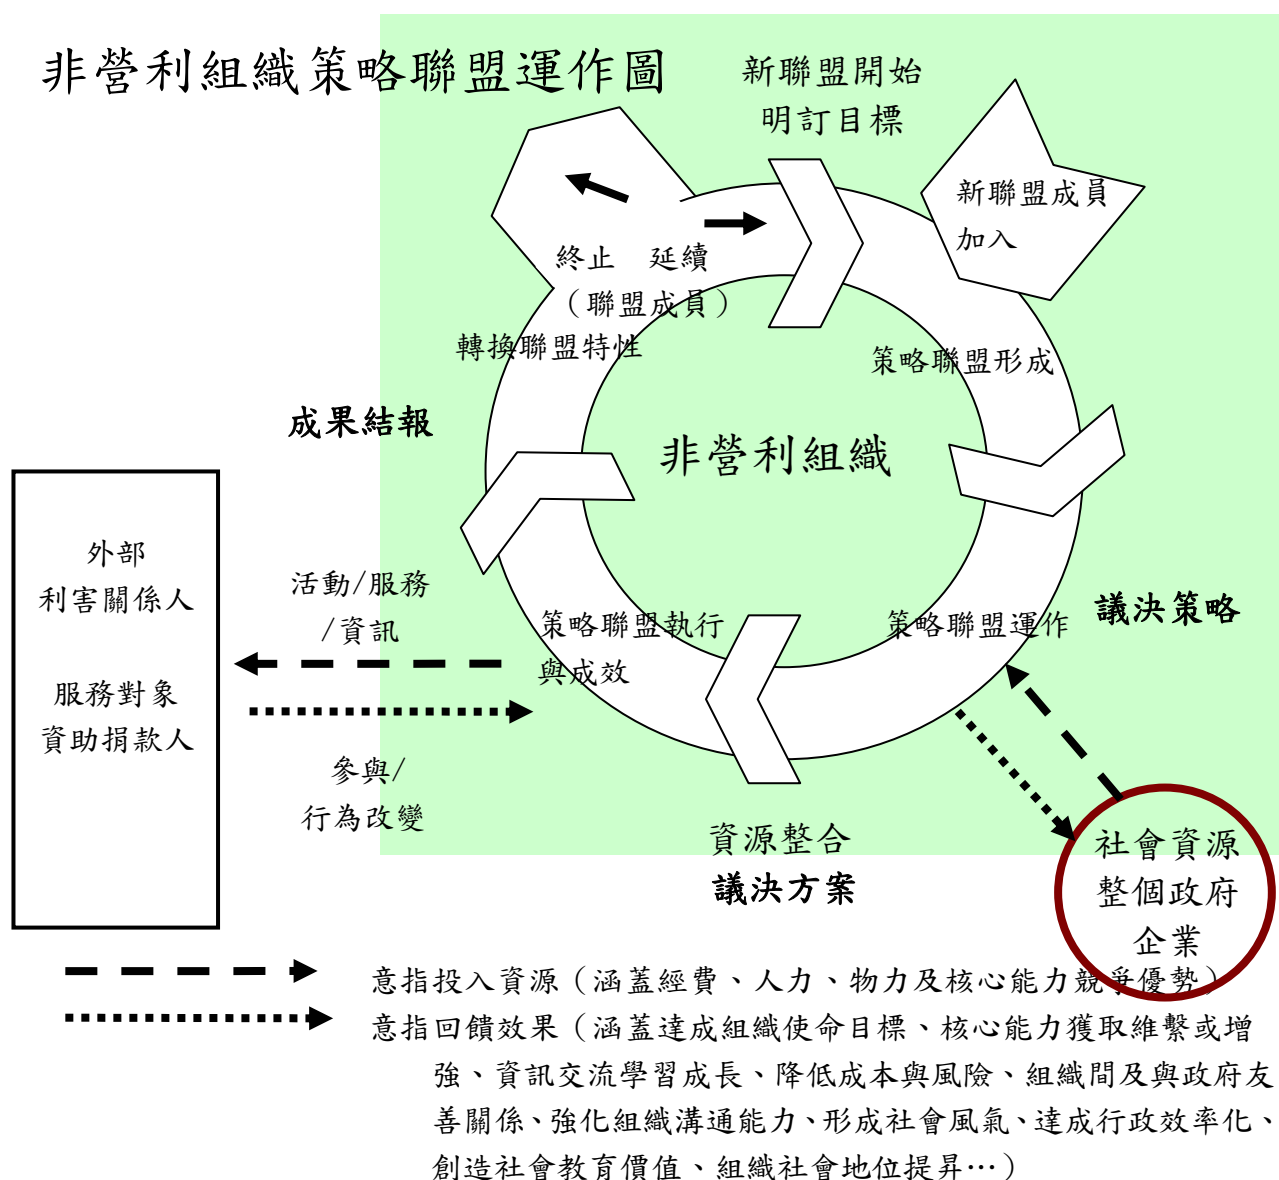 非營利組織策略聯盟運作圖
新聯盟開始
明訂目標
新聯盟成員
加入
終止　延續
（聯盟成員）
轉換聯盟特性
策略聯盟形成
成果結報
非營利組織
外部
利害關係人
服務對象
資助捐款人
活動/服務
/資訊
參與/
行為改變
策略聯盟執行
與成效
策略聯盟運作
議決策略
資源整合
議決方案
社會資源
整個政府
企業
意指投入資源（涵蓋經費、人力、物力及核心能力競爭優勢）
意指回饋效果（涵蓋達成組織使命目標、核心能力獲取維繫或增
強、資訊交流學習成長、降低成本與風險、組織間及與政府友
善關係、強化組織溝通能力、形成社會風氣、達成行政效率化、
創造社會教育價值、組織社會地位提昇…）